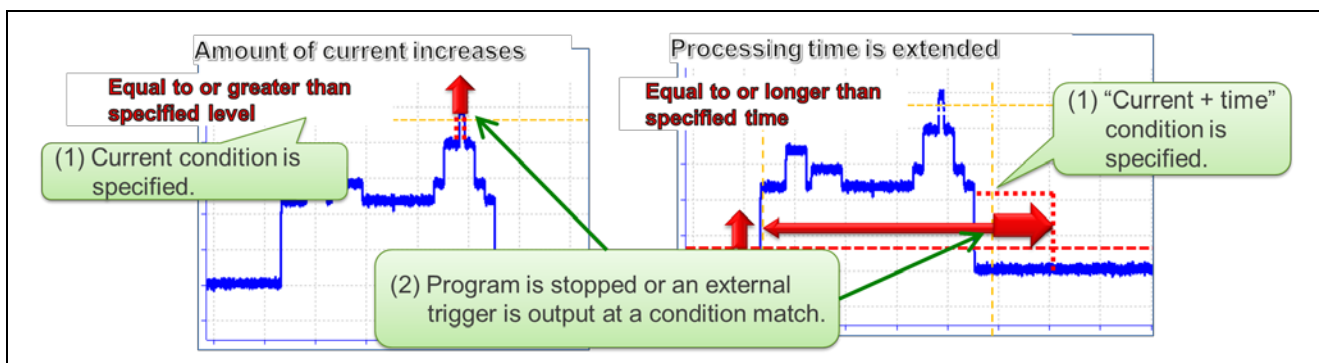 Amount of current increases
Equal to or greater than
specified level
(1) Current condition is
specified.
Processing time is extended
Equal to or longer than
specified time
(1) “Current + time”
condition is
specified.
(2) Program is stopped or an external
trigger is output at a condition match.